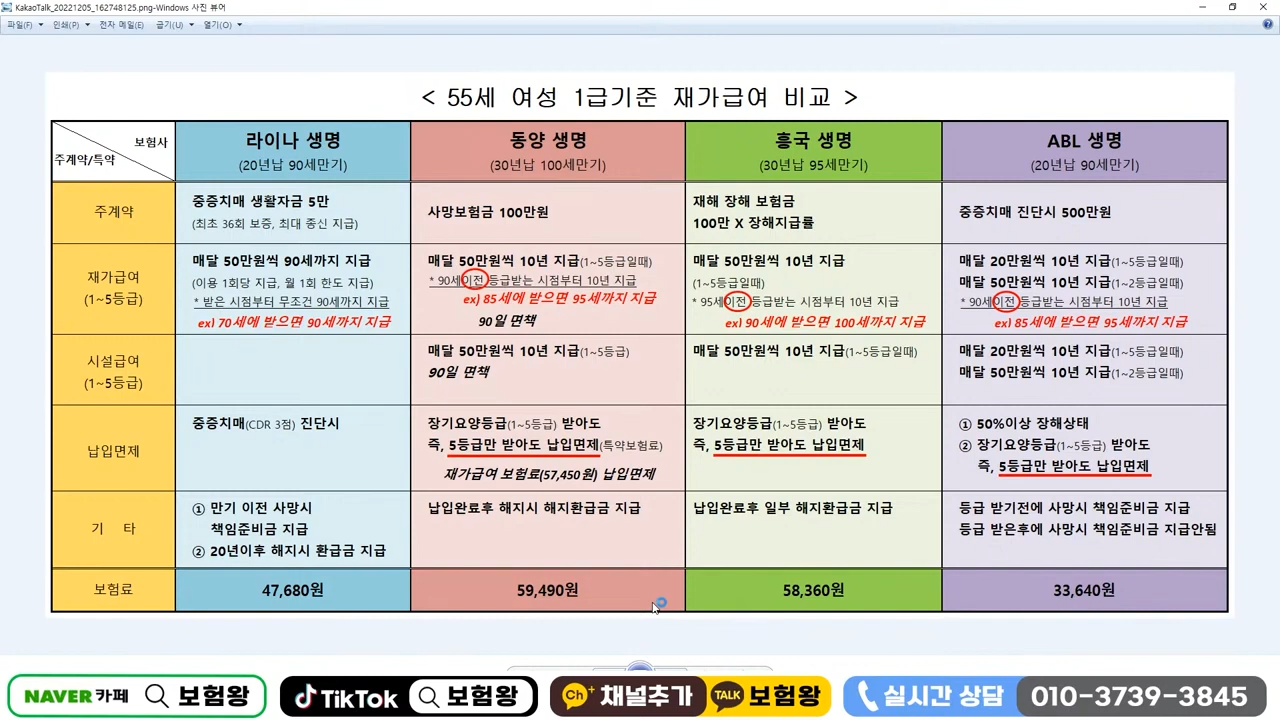 KakaoTalk_20221205_162748125.png-Windows 사진 뷰어
파일(F) 인쇄(P) 전자 메일(E) 굽기(U) 열기(O)
< 55세 여성 1급기준 재가급여 비교 >
보험사
주계약/특약
라이나 생명
(20년납 90세만기)
동양 생명
(30년납 100세만기)
흥국 생명
(30년납 95세만기)
ABL 생명
(20년납 90세만기)
주계약
중증치매 생활자금 5만
(최초 36회 보증, 최대 종신 지급)
사망보험금 100만원
재해 장해 보험금
100만 X 장해지급률
중증치매 진단시 500만원
재가급여
(1~5등급)
매달 50만원씩 90세까지 지급
(이용 1회당 지급, 월 1회 한도 지급)
* 받은 시점부터 무조건 90세까지 지급
ex) 70세에 받으면 90세까지 지급
매달 50만원씩 10년 지급(1~5등급일때)
* 90세이전 등급받는 시점부터 10년 지급
ex) 85세에 받으면 95세까지 지급
90일 면책
매달 50만원씩 10년 지급
(1~5등급일때)
* 95세이전 등급받는 시점부터 10년 지급
ex) 90세에 받으면 100세까지 지급
매달 20만원씩 10년 지급(1~5등급일때)
매달 50만원씩 10년 지급(1~2등급일때)
* 90세이전 등급받는 시점부터 10년 지급
ex) 85세에 받으면 95세까지 지급
시설급여
(1~5등급)
매달 50만원씩 10년 지급(1~5등급)
90일 면책
매달 50만원씩 10년 지급(1~5등급일때)
매달 20만원씩 10년 지급(1~5등급일때)
매달 50만원씩 10년 지급(1~2등급일때)
납입면제
중증치매(CDR 3점) 진단시
장기요양등급(1~5등급) 받아도
즉, 5등급만 받아도 납입면제(특약보험료)
재가급여 보험료(57,450원) 납입면제
장기요양등급(1~5등급) 받아도
즉, 5등급만 받아도 납입면제
① 50%이상 장해상태
② 장기요양등급(1~5등급) 받아도
즉, 5등급만 받아도 납입면제
기 타
① 만기 이전 사망시
책임준비금 지급
② 20년이후 해지시 환급금 지급
납입완료후 해지시 해지환급금 지급
납입완료후 일부 해지환급금 지급
등급 받기전에 사망시 책임준비금 지급
등급 받은후에 사망시 책임준비금 지급안됨
보험료
47,680원
59,490원
58,360원
33,640원
NAVER 카페 보험왕
TikTok 보험왕
Ch+ 채널추가 TALK 보험왕
실시간 상담 010-3739-3845